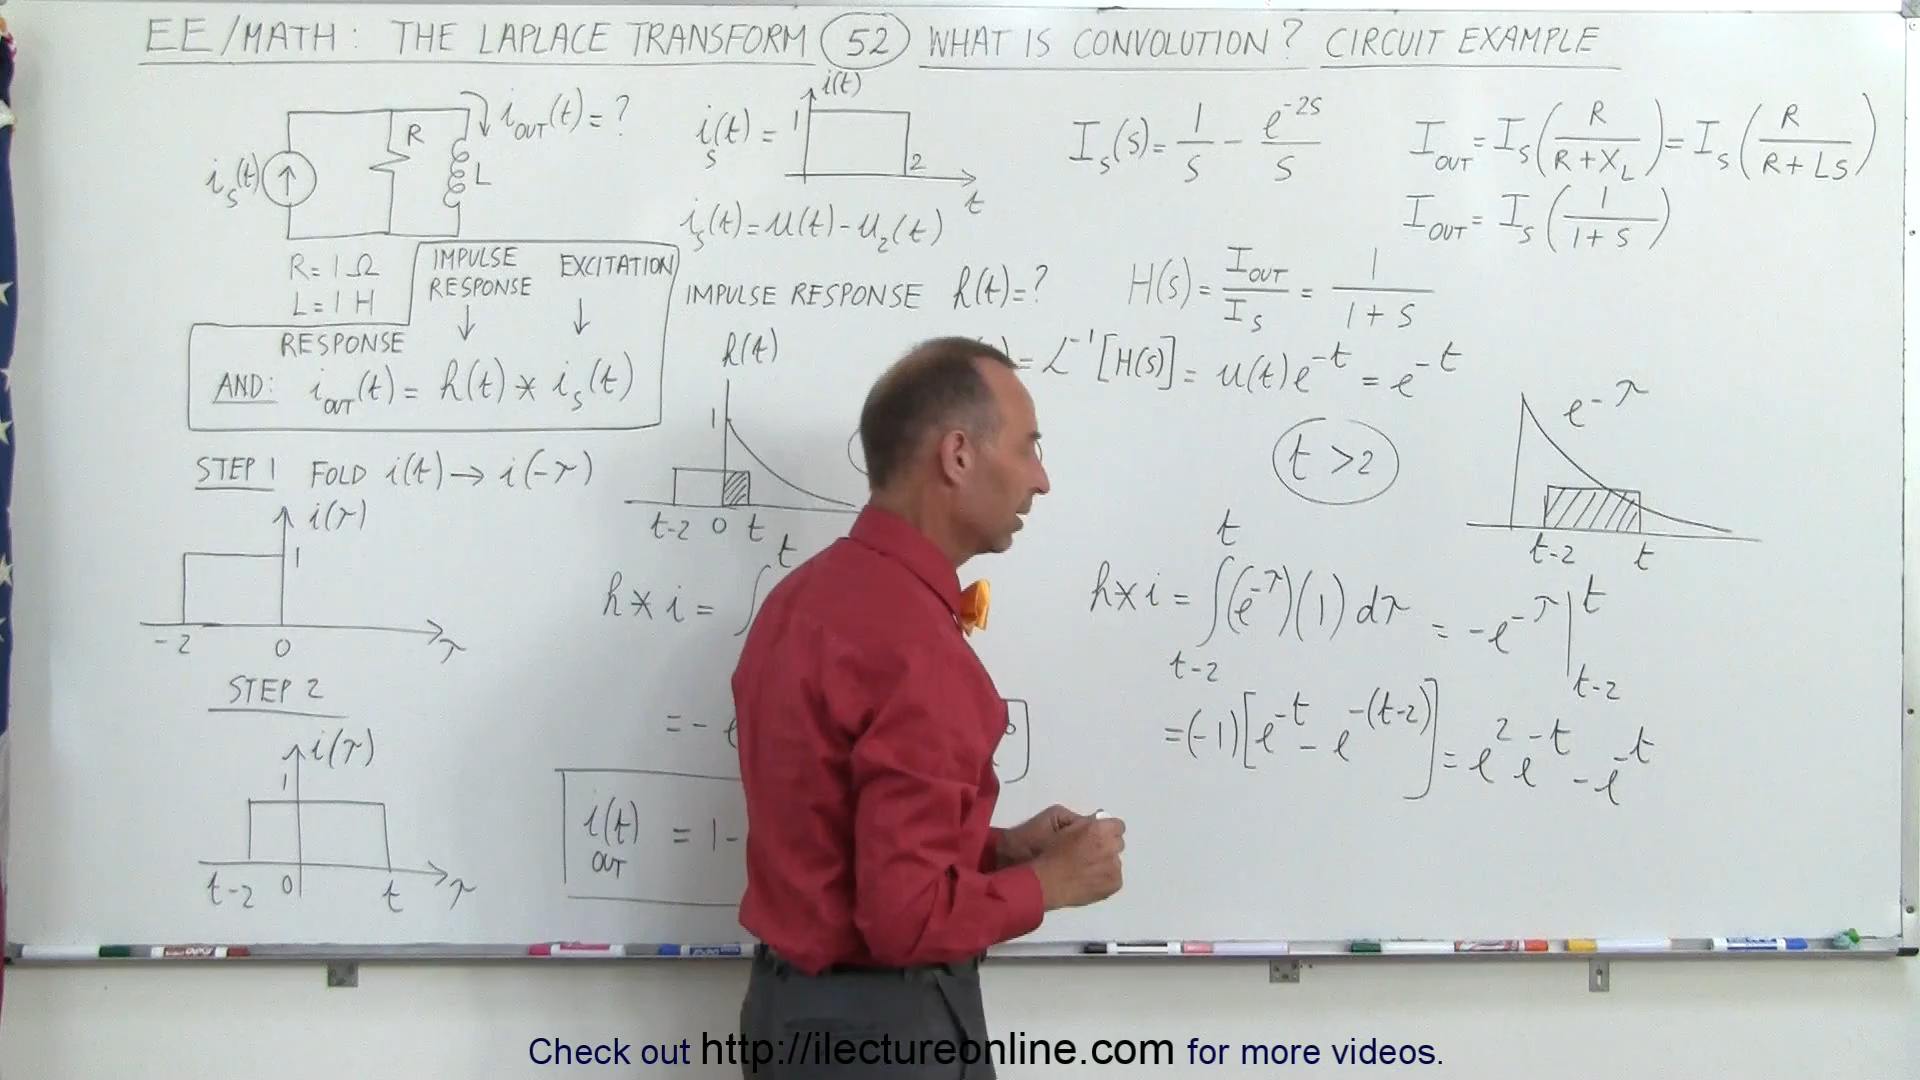 EE/MATH: THE LAPLACE TRANSFORM 52 WHAT IS CONVOLUTION? CIRCUIT EXAMPLE
i_s(t)
R
L
i_OUT(t) = ?
R = 1 Ω
L = 1 H
i_s(t) =
i(t)
1
2
t
i_s(t) = u(t) - u_2(t)
I_s(s) = 1/s - e^-2s/s
I_OUT = I_s(R/(R+X_L)) = I_s(R/(R+Ls))
I_OUT = I_s(1/(1+s))
IMPULSE RESPONSE
EXCITATION
RESPONSE
AND: i_OUT(t) = h(t) * i_s(t)
IMPULSE RESPONSE h(t) = ?
H(s) = I_OUT/I_s = 1/(1+s)
= L^-1[H(s)] = u(t)e^-t = e^-t
STEP 1 FOLD i(t) → i(-τ)
i(τ)
1
-2 0 τ
STEP 2
i(τ)
1
t-2 0 t τ
h(t)
1
t-2 0 t
h * i = ∫ t
= -
i(t)_OUT = 1 -
t > 2
e^-τ
t-2 t
h * i = ∫_{t-2}^{t} (e^-τ)(1) dτ = -e^-τ |_{t-2}^{t}
= (-1)[e^-t - e^-(t-2)] = e^2 e^-t - e^-t
Check out http://ilectureonline.com for more videos.